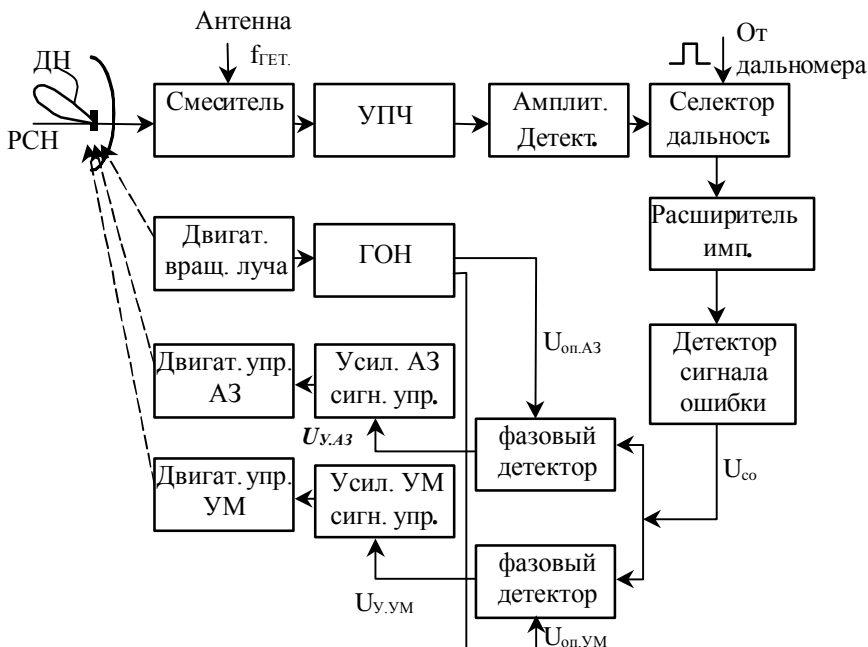 Антенна
fГЕТ.
От
дальномера
ДН
РСН
Смеситель
УПЧ
Амплит.
Детект.
Селектор
дальност.
Расширитель
имп.
Двигат.
вращ. луча
ГОН
Uоп.АЗ
Детектор
сигнала
ошибки
Двигат. упр.
АЗ
Усил. АЗ
сигн. упр.
UУ.АЗ
фазовый
детектор
Uсо
Двигат. упр.
УМ
Усил. УМ
сигн. упр.
фазовый
детектор
UУ.УМ
Uоп.УМ